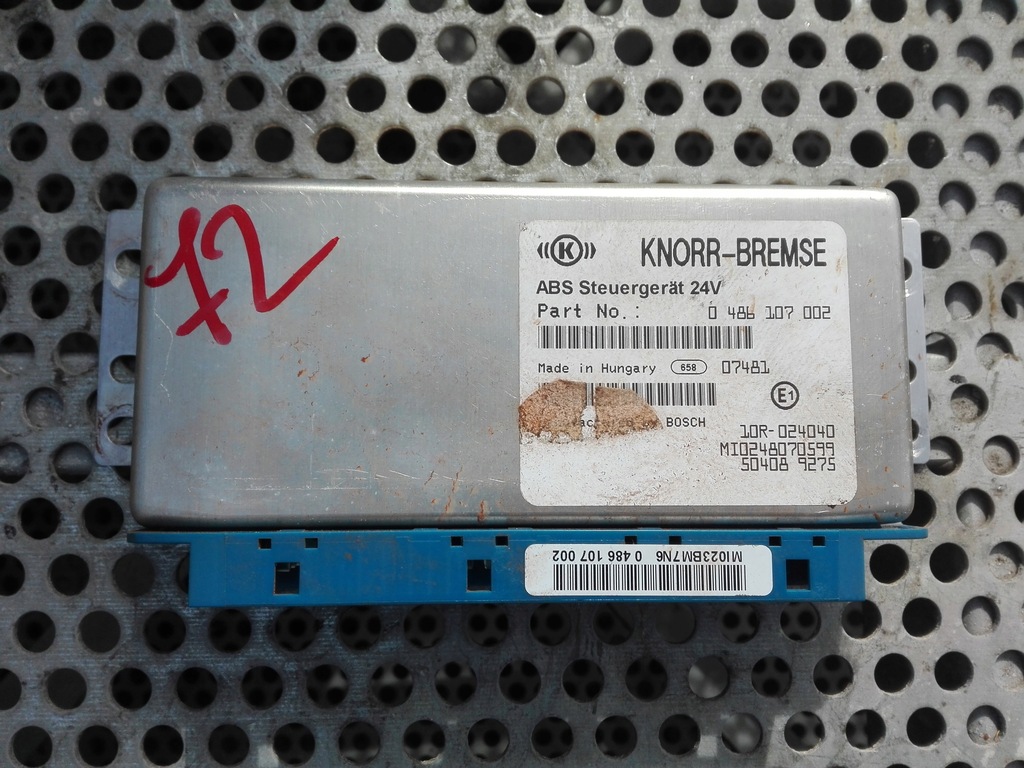 72
K KNORR-BREMSE
ABS Steuergerät 24V
Part No.: 0 486 107 002
Made in Hungary 658 07481
E1
BOSCH
10R-024040
MI0248070599
50408 9275
MI023BM7N6 0 486 107 002